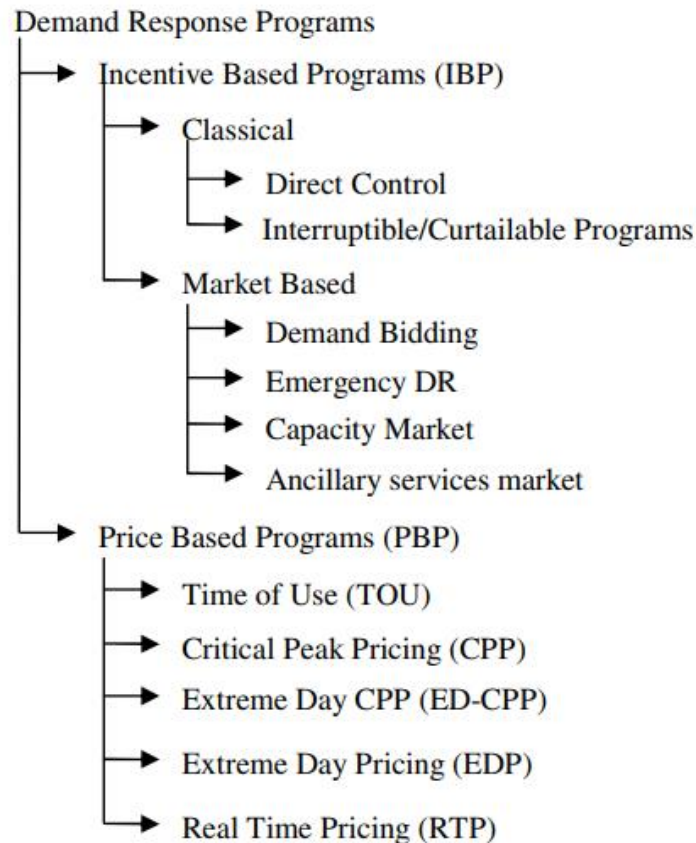 Demand Response Programs
Incentive Based Programs (IBP)
Classical
Direct Control
Interruptible/Curtailable Programs
Market Based
Demand Bidding
Emergency DR
Capacity Market
Ancillary services market
Price Based Programs (PBP)
Time of Use (TOU)
Critical Peak Pricing (CPP)
Extreme Day CPP (ED-CPP)
Extreme Day Pricing (EDP)
Real Time Pricing (RTP)